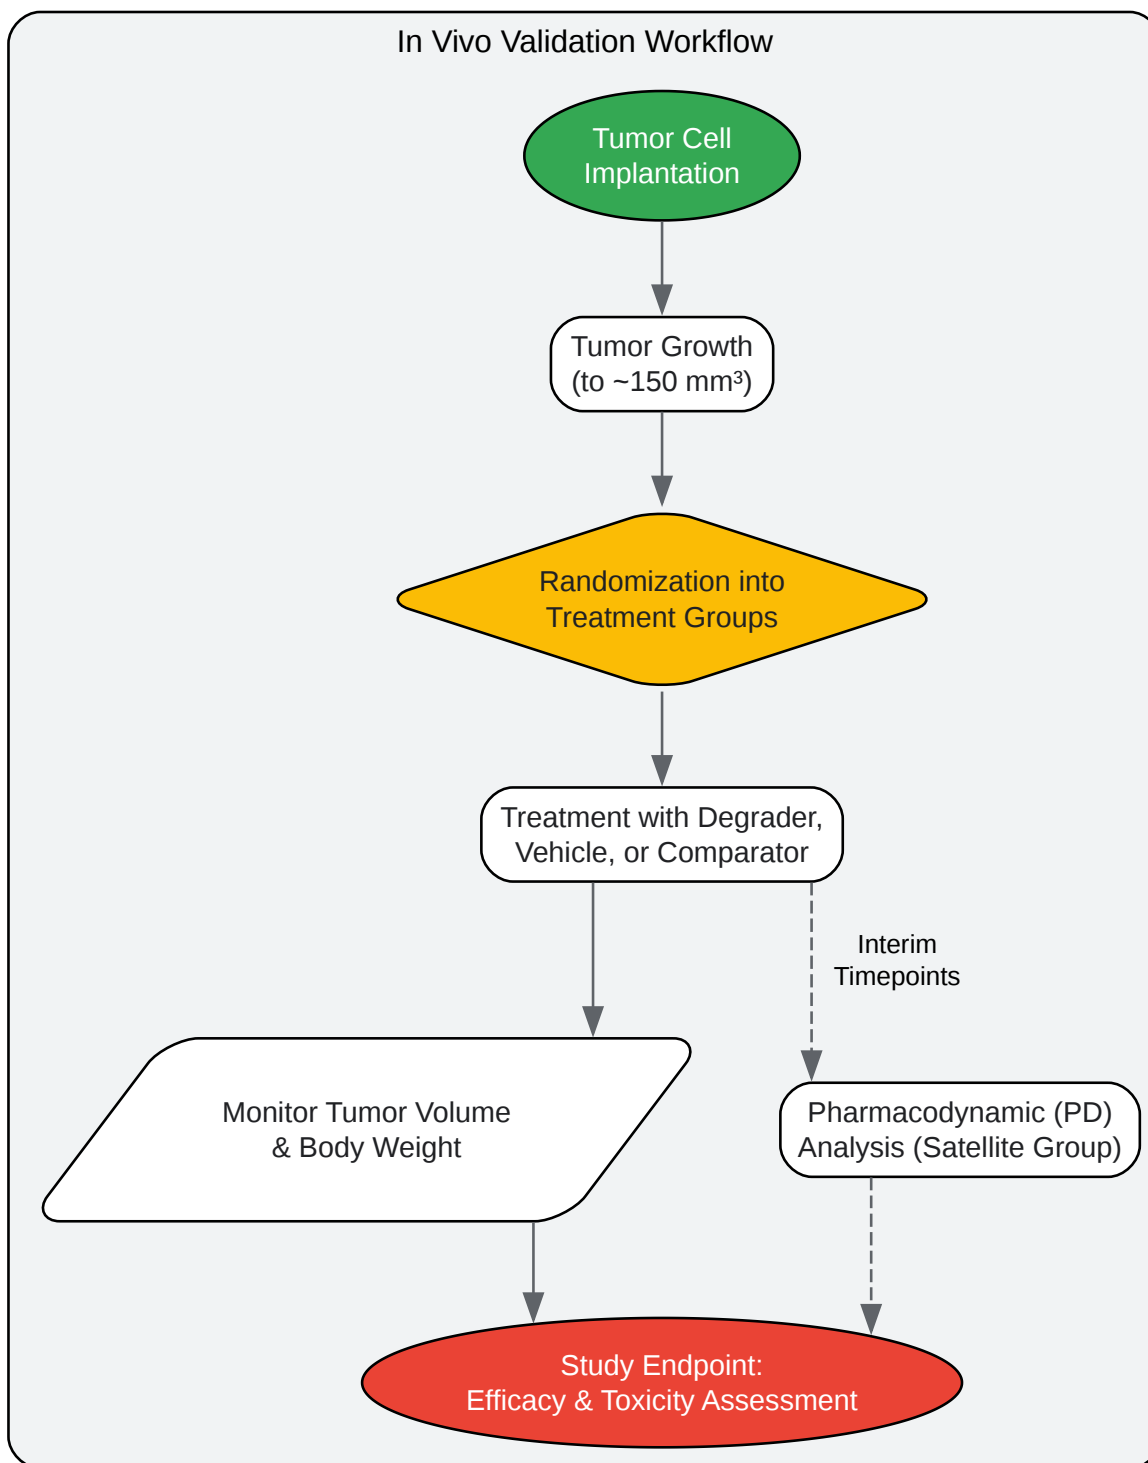 In Vivo Validation Workflow
Tumor Cell
Implantation
Tumor Growth
(to ~150 mm³)
Randomization into
Treatment Groups
Treatment with Degrader,
Vehicle, or Comparator
Interim
Timepoints
Monitor Tumor Volume
& Body Weight
Pharmacodynamic (PD)
Analysis (Satellite Group)
Study Endpoint:
Efficacy & Toxicity Assessment